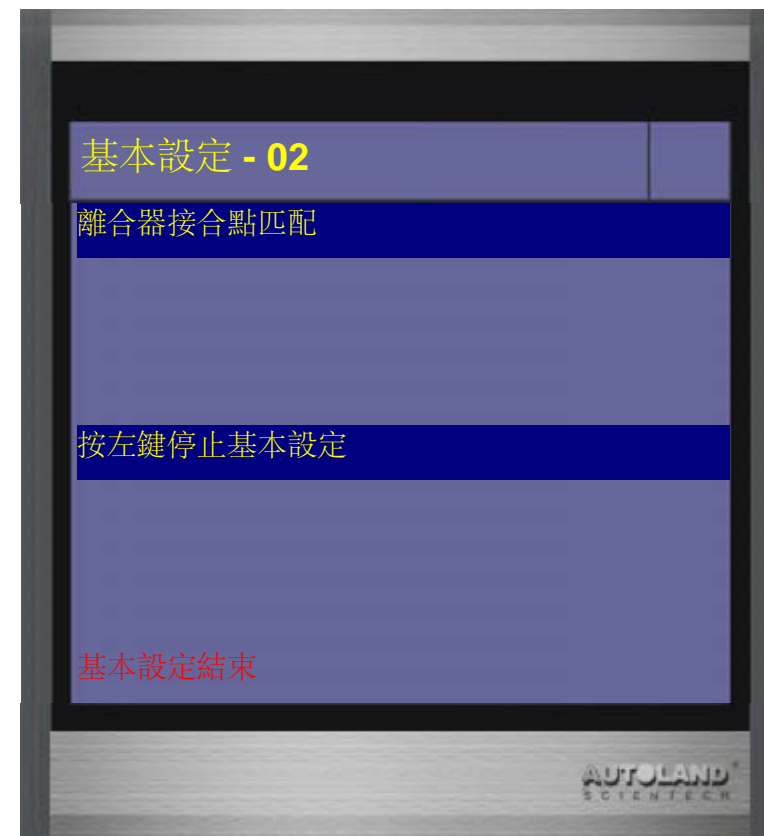 基本設定 - 02
離合器接合點匹配
按左鍵停止基本設定
基本設定結束
AUTOLAND
SCIENTECH